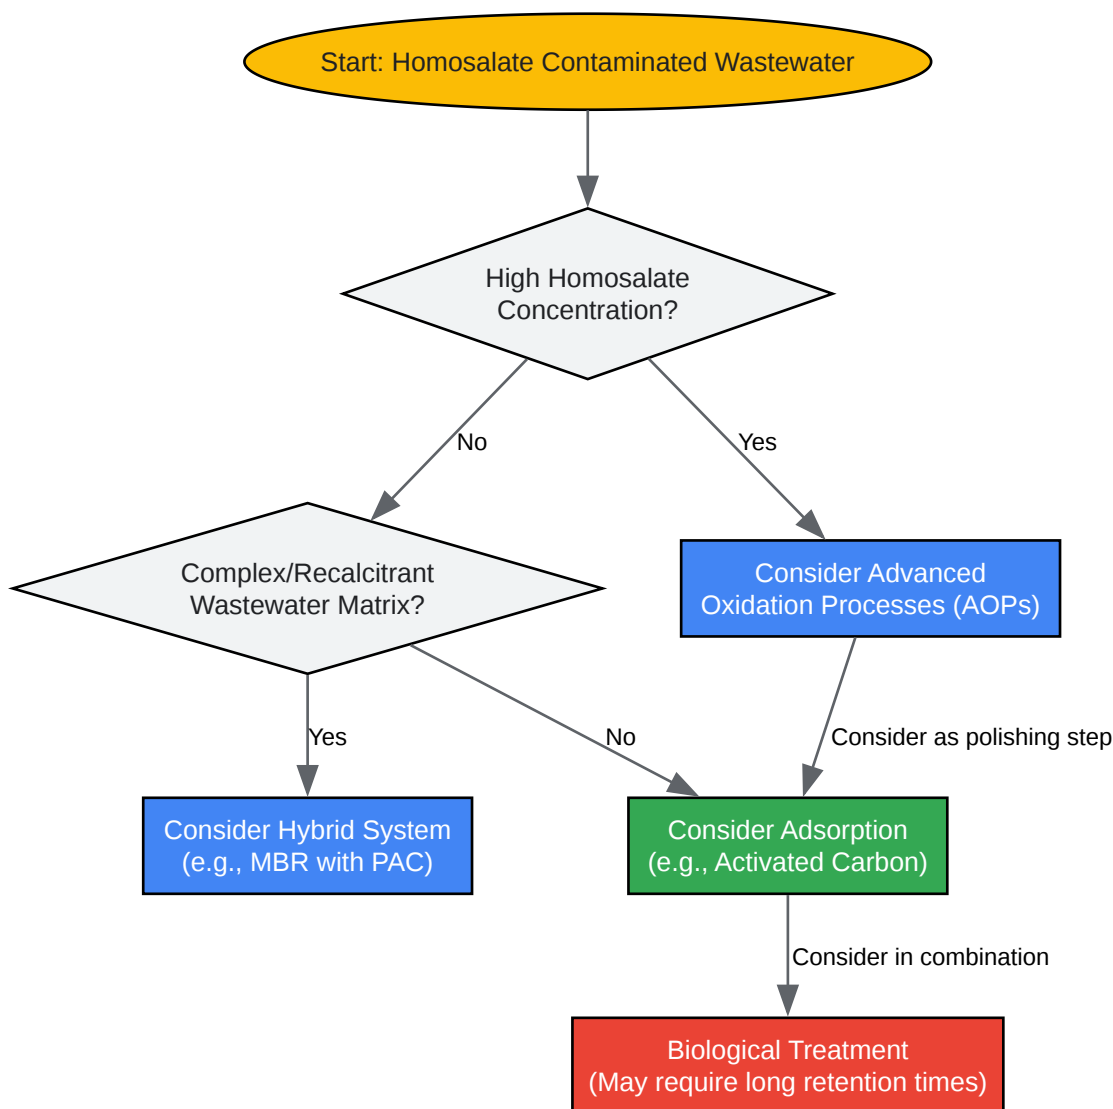 Start: Homosalate Contaminated Wastewater
High Homosalate
Concentration?
No
Yes
Complex/Recalcitrant
Wastewater Matrix?
Consider Advanced
Oxidation Processes (AOPs)
Yes
No
Consider as polishing step
Consider Hybrid System
(e.g., MBR with PAC)
Consider Adsorption
(e.g., Activated Carbon)
Consider in combination
Biological Treatment
(May require long retention times)